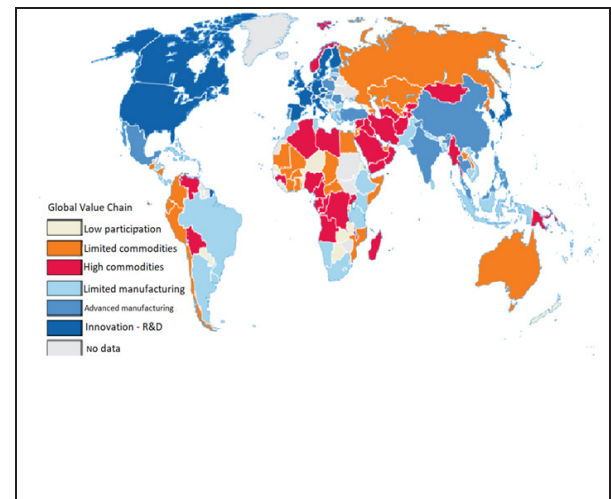 Global Value Chain
Low participation
Limited commodities
High commodities
Limited manufacturing
Advanced manufacturing
Innovation - R&D
No data